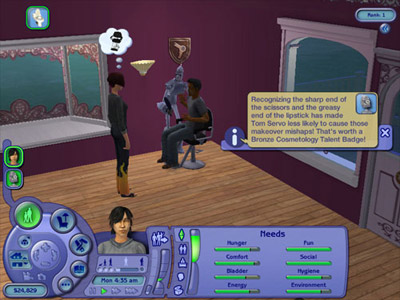 Rank: 1
Recognizing the sharp end of
the scissors and the greasy
end of the lipstick has made
Tom Servo less likely to cause those
makeover mishaps! That's worth a
Bronze Cosmetology Talent Badge!
Needs
Hunger
Fun
Comfort
Social
Bladder
Hygiene
Energy
Environment
Mon 4:35 am
$24,829